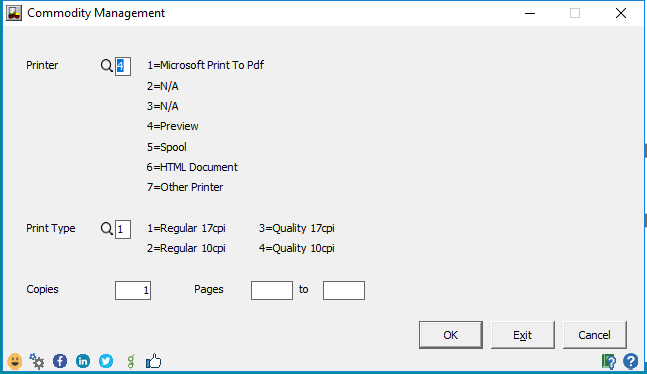 Commodity Management
Printer 4 1=Microsoft Print To Pdf
2=N/A
3=N/A
4=Preview
5=Spool
6=HTML Document
7=Other Printer
Print Type 1 1=Regular 17cpi 3=Quality 17cpi
2=Regular 10cpi 4=Quality 10cpi
Copies 1 Pages to
OK Exit Cancel